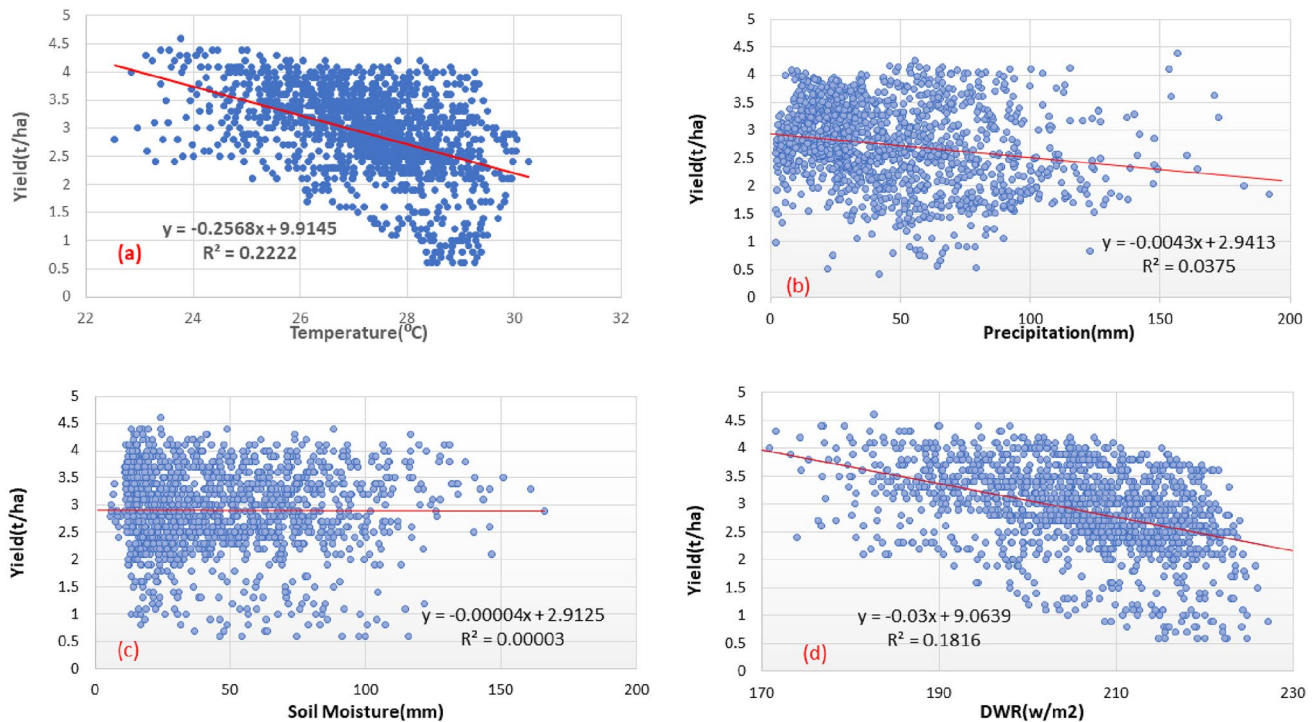 5
4.5
4
3.5
3
2.5
2
1.5
1
0.5
0
Yield(t/ha)
y = -0.2568x + 9.9145
R² = 0.2222
(a)
22 24 26 28 30 32
Temperature(⁰C)
5
4.5
4
3.5
3
2.5
2
1.5
1
0.5
0
Yield(t/ha)
y = -0.0043x + 2.9413
R² = 0.0375
(b)
0 50 100 150 200
Precipitation(mm)
5
4.5
4
3.5
3
2.5
2
1.5
1
0.5
0
Yield(t/ha)
y = -0.00004x + 2.9125
R² = 0.00003
(c)
0 50 100 150 200
Soil Moisture(mm)
5
4.5
4
3.5
3
2.5
2
1.5
1
0.5
0
Yield(t/ha)
y = -0.03x + 9.0639
R² = 0.1816
(d)
170 190 210 230
DWR(w/m2)